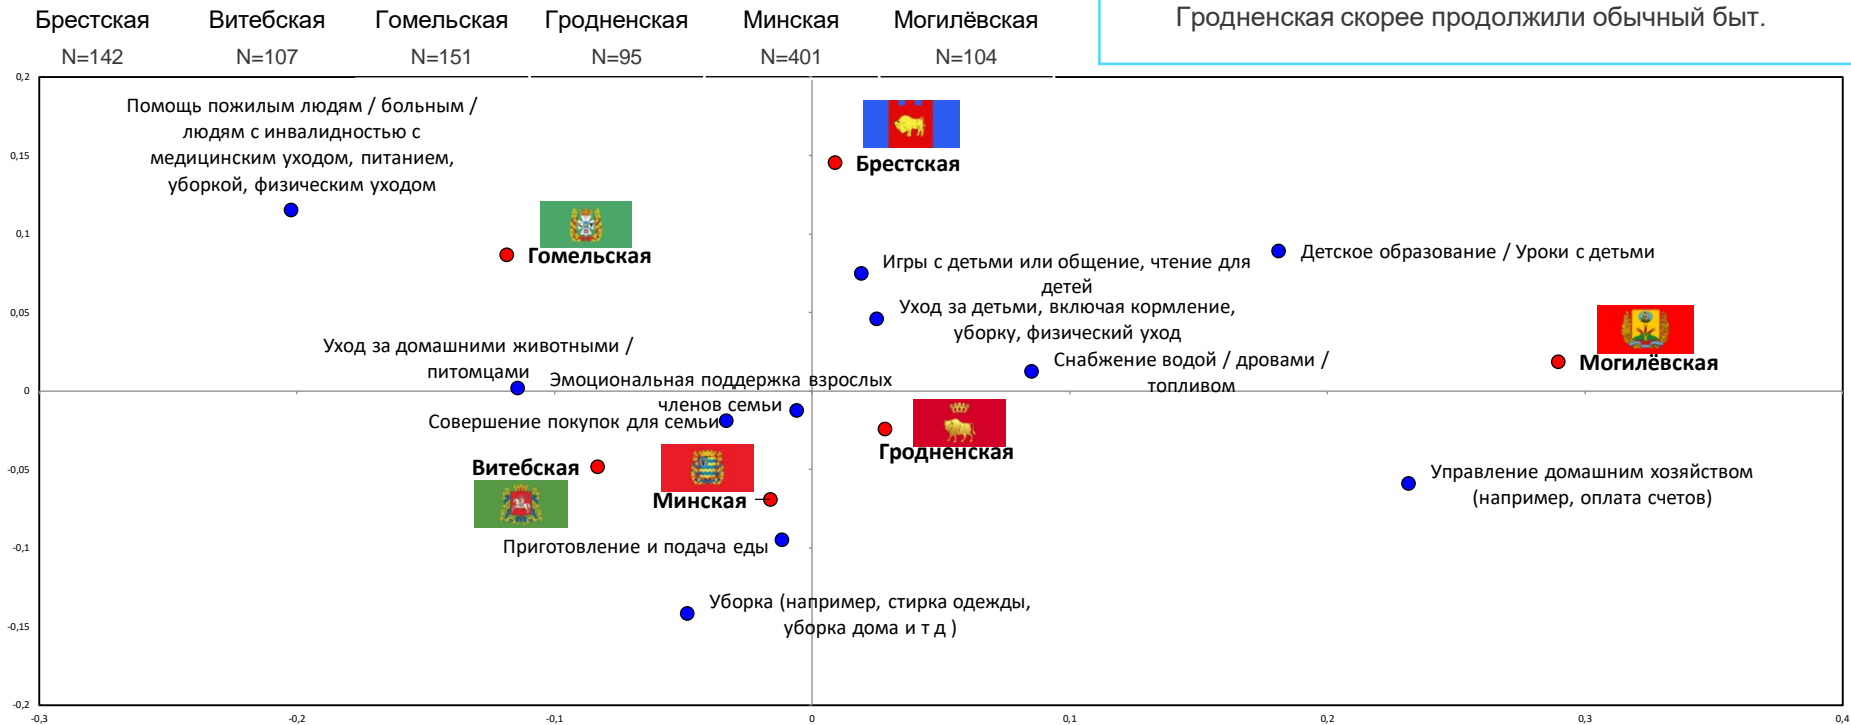 Брестская Витебская Гомельская Гродненская Минская Могилёвская
N=142 N=107 N=151 N=95 N=401 N=104
Гродненская скорее продолжили обычный быт.
0,2
Помощь пожилым людям / больным /
людям с инвалидностью с
медицинским уходом, питанием,
уборкой, физическим уходом
0,15
Брестская
0,1
Гомельская
Игры с детьми или общение, чтение для
детей
Детское образование / Уроки с детьми
0,05
Уход за детьми, включая кормление,
уборку, физический уход
Уход за домашними животными /
питомцами
Снабжение водой / дровами /
топливом
Могилёвская
0
Эмоциональная поддержка взрослых
членов семьи
Совершение покупок для семьи
Гродненская
-0,05
Витебская
Минская
Управление домашним хозяйством
(например, оплата счетов)
-0,1
Приготовление и подача еды
-0,15
Уборка (например, стирка одежды,
уборка дома и т д )
-0,2
-0,3 -0,2 -0,1 0 0,1 0,2 0,3 0,4